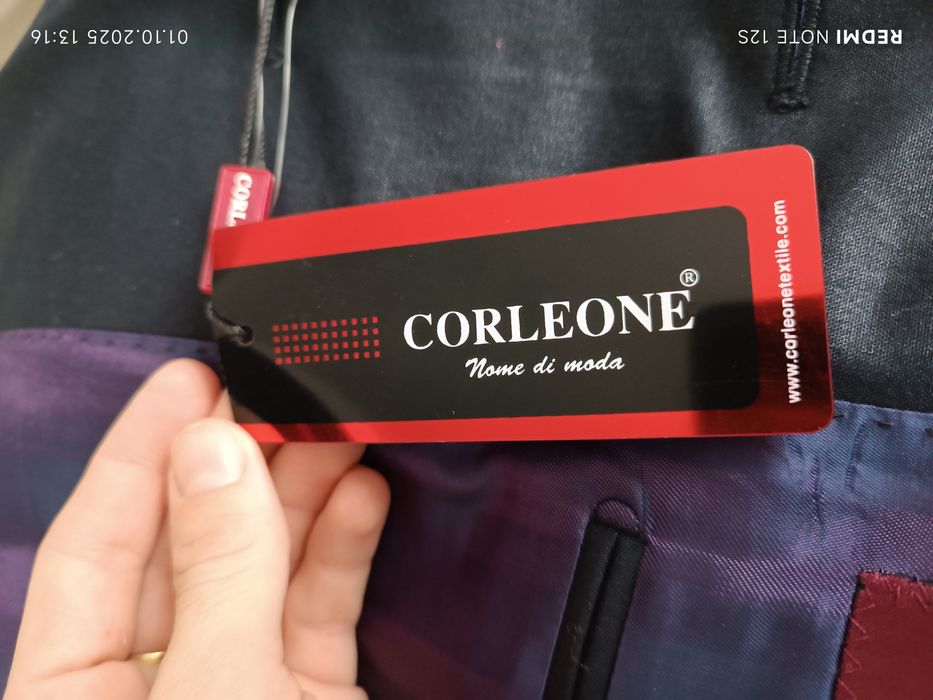 CORLEONE®
Nome di moda
www.corleonetextile.com
REDMI NOTE 12S
01.10.2025 13:16